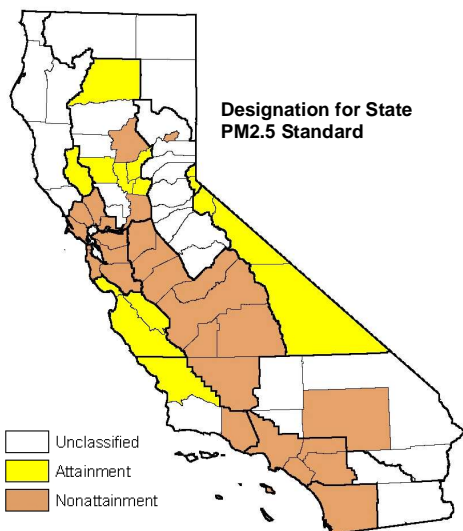 Designation for State
PM2.5 Standard
Unclassified
Attainment
Nonattainment